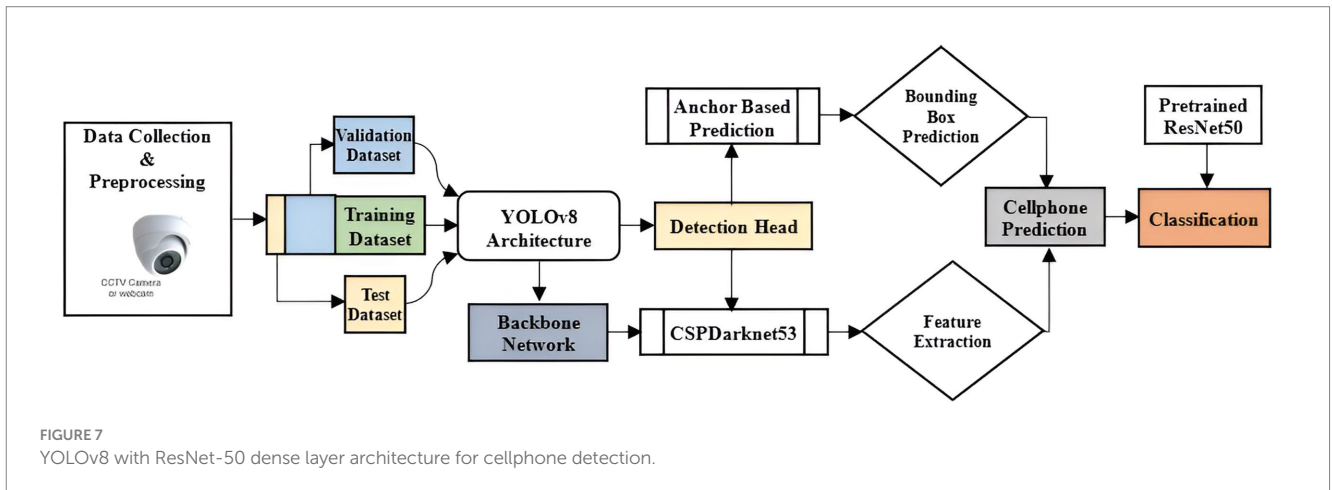 Data Collection
&
Preprocessing
CCTV Camera
or webcam
Validation
Dataset
Training
Dataset
Test
Dataset
YOLOv8
Architecture
Backbone
Network
Detection Head
Anchor Based
Prediction
CSPDarknet53
Bounding
Box
Prediction
Feature
Extraction
Cellphone
Prediction
Pretrained
ResNet50
Classification
FIGURE 7
YOLOv8 with ResNet-50 dense layer architecture for cellphone detection.